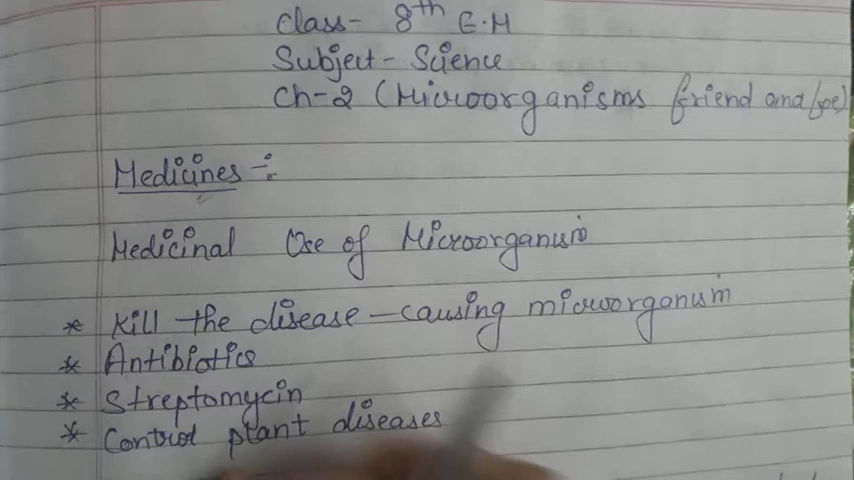 Class- 8th E.M
Subject- Science
Ch-2 (Microorganisms friend and foe)
Medicines :-
Medicinal Use of Microorganism
* Kill the disease-causing microorganism
* Antibiotics
* Streptomycin
* Control plant diseases